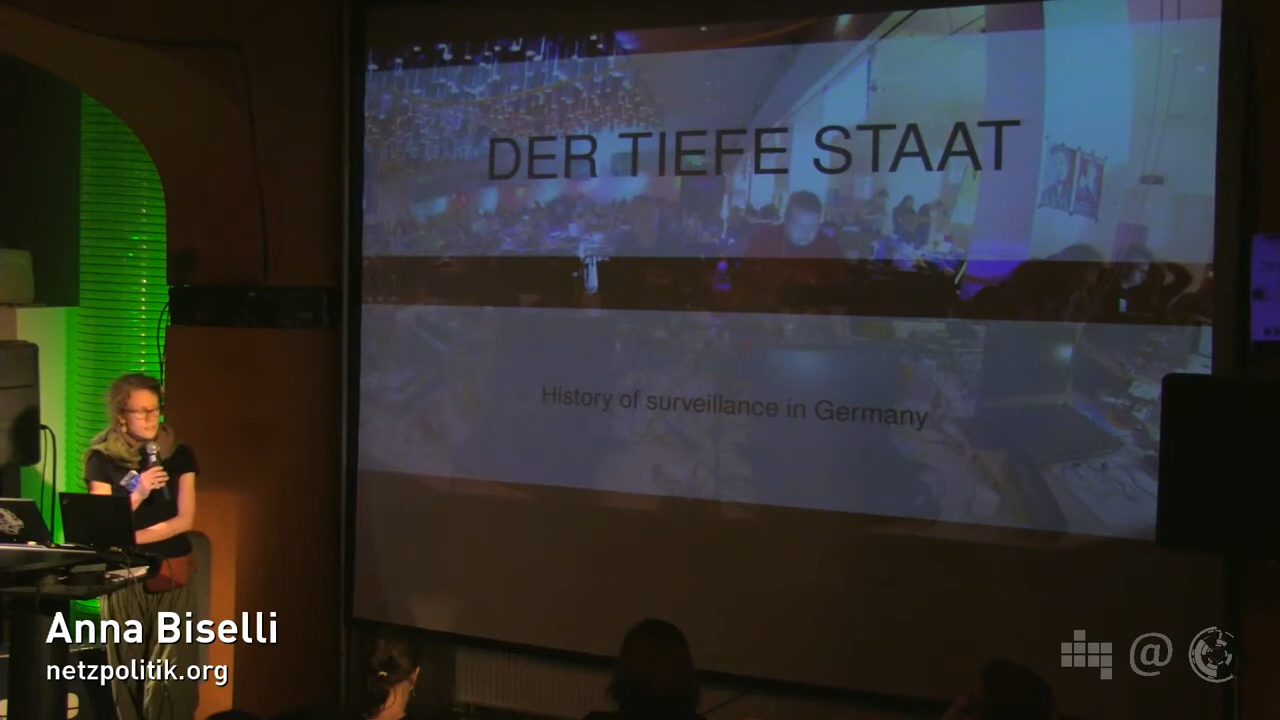 DER TIEFE STAAT
History of surveillance in Germany
Anna Biselli
netzpolitik.org
@